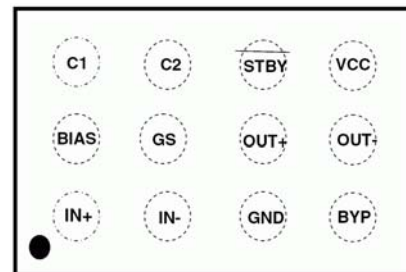 C1 C2 STBY VCC
BIAS GS OUT+ OUT-
IN+ IN- GND BYP